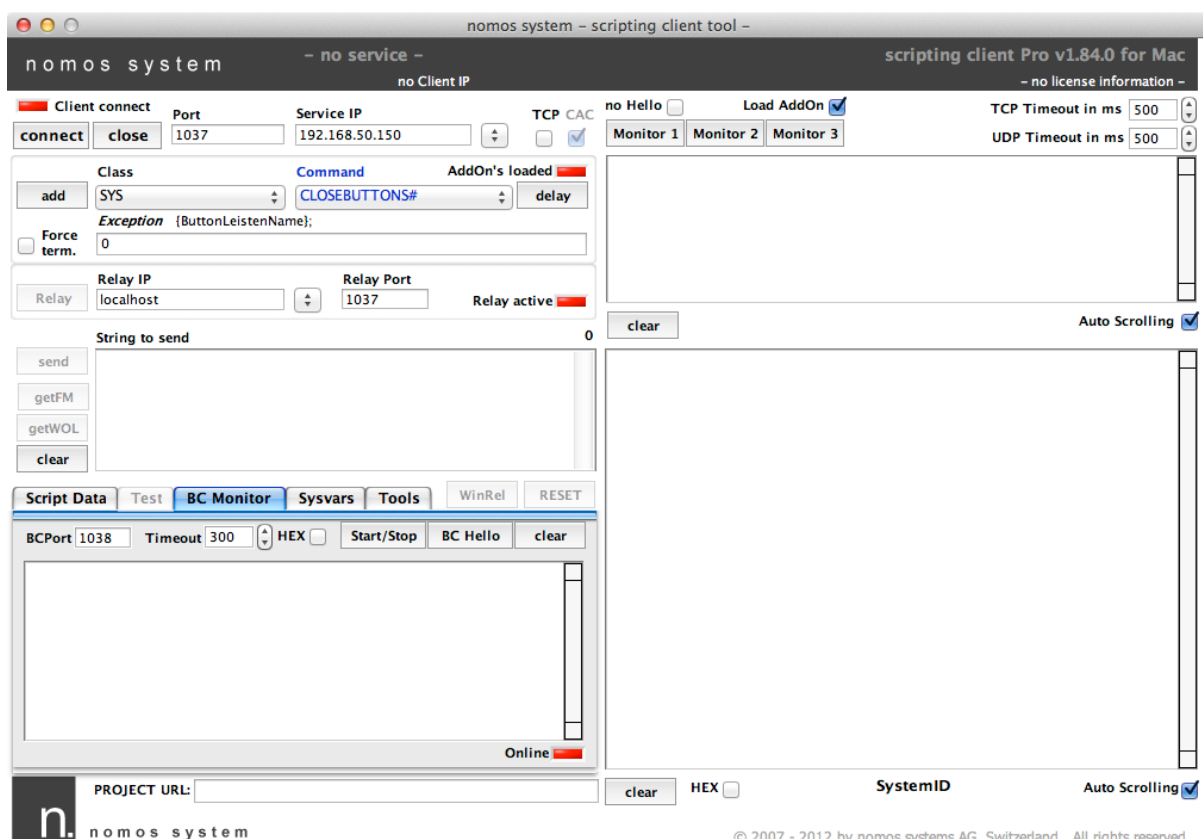 nomos system – scripting client tool –
nomos system
– no service –
no Client IP
scripting client Pro v1.84.0 for Mac
– no license information –
Client connect
connect close
Port
1037
Service IP
192.168.50.150
TCP CAC
no Hello
Load AddOn
Monitor 1 Monitor 2 Monitor 3
TCP Timeout in ms 500
UDP Timeout in ms 500
Class
Command
AddOn's loaded
add
SYS
CLOSEBUTTONS#
delay
Exception {ButtonLeistenName};
Force
term.
0
Relay IP
Relay Port
Relay
localhost
1037
Relay active
clear
Auto Scrolling
String to send
0
send
getFM
getWOL
clear
Script Data Test BC Monitor Sysvars Tools WinRel RESET
BCPort 1038 Timeout 300 HEX Start/Stop BC Hello clear
Online
PROJECT URL:
clear HEX SystemID Auto Scrolling
n.
nomos system
© 2007 - 2012 by nomos systems AG, Switzerland. All rights reserved